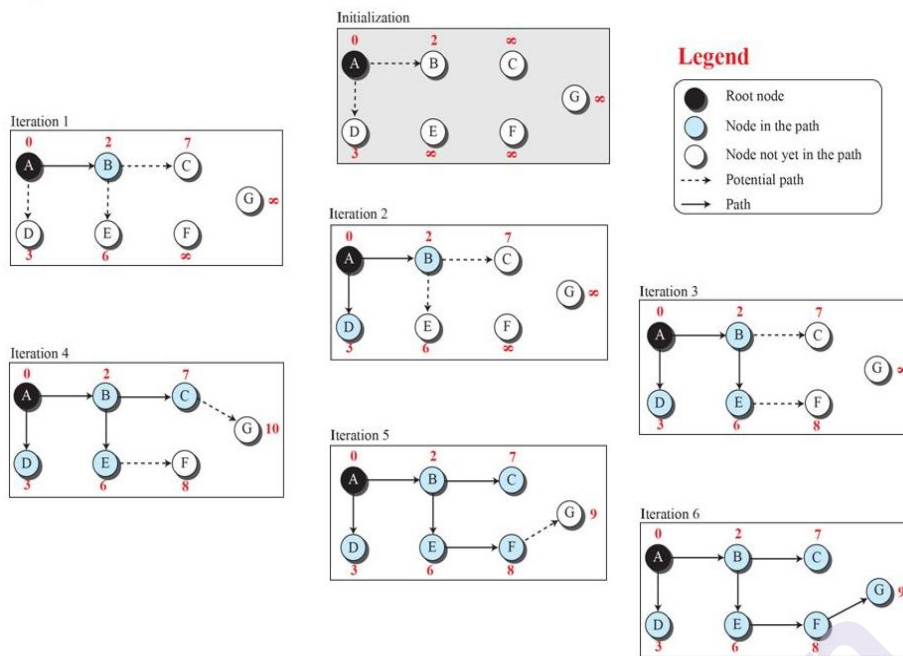 Initialization
0 2 ∞
A B C
G ∞
D E F
3 ∞ ∞
Legend
Root node
Node in the path
Node not yet in the path
Potential path
Path
Iteration 1
0 2 7
A B C
G ∞
D E F
3 6 ∞
Iteration 2
0 2 7
A B C
G ∞
D E F
3 6 ∞
Iteration 3
0 2 7
A B C
G ∞
D E F
3 6 8
Iteration 4
0 2 7
A B C
G 10
D E F
3 6 8
Iteration 5
0 2 7
A B C
G 9
D E F
3 6 8
Iteration 6
0 2 7
A B C
G 9
D E F
3 6 8